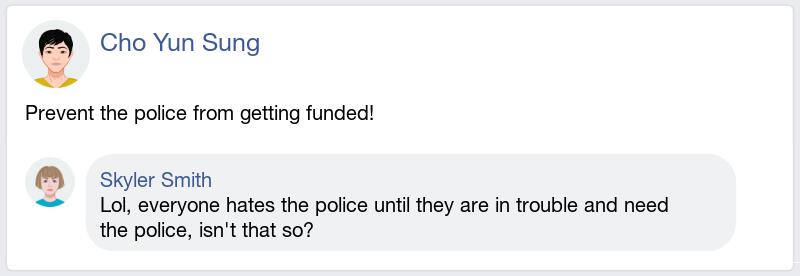 Cho Yun Sung
Prevent the police from getting funded!
Skyler Smith
Lol, everyone hates the police until they are in trouble and need
the police, isn't that so?